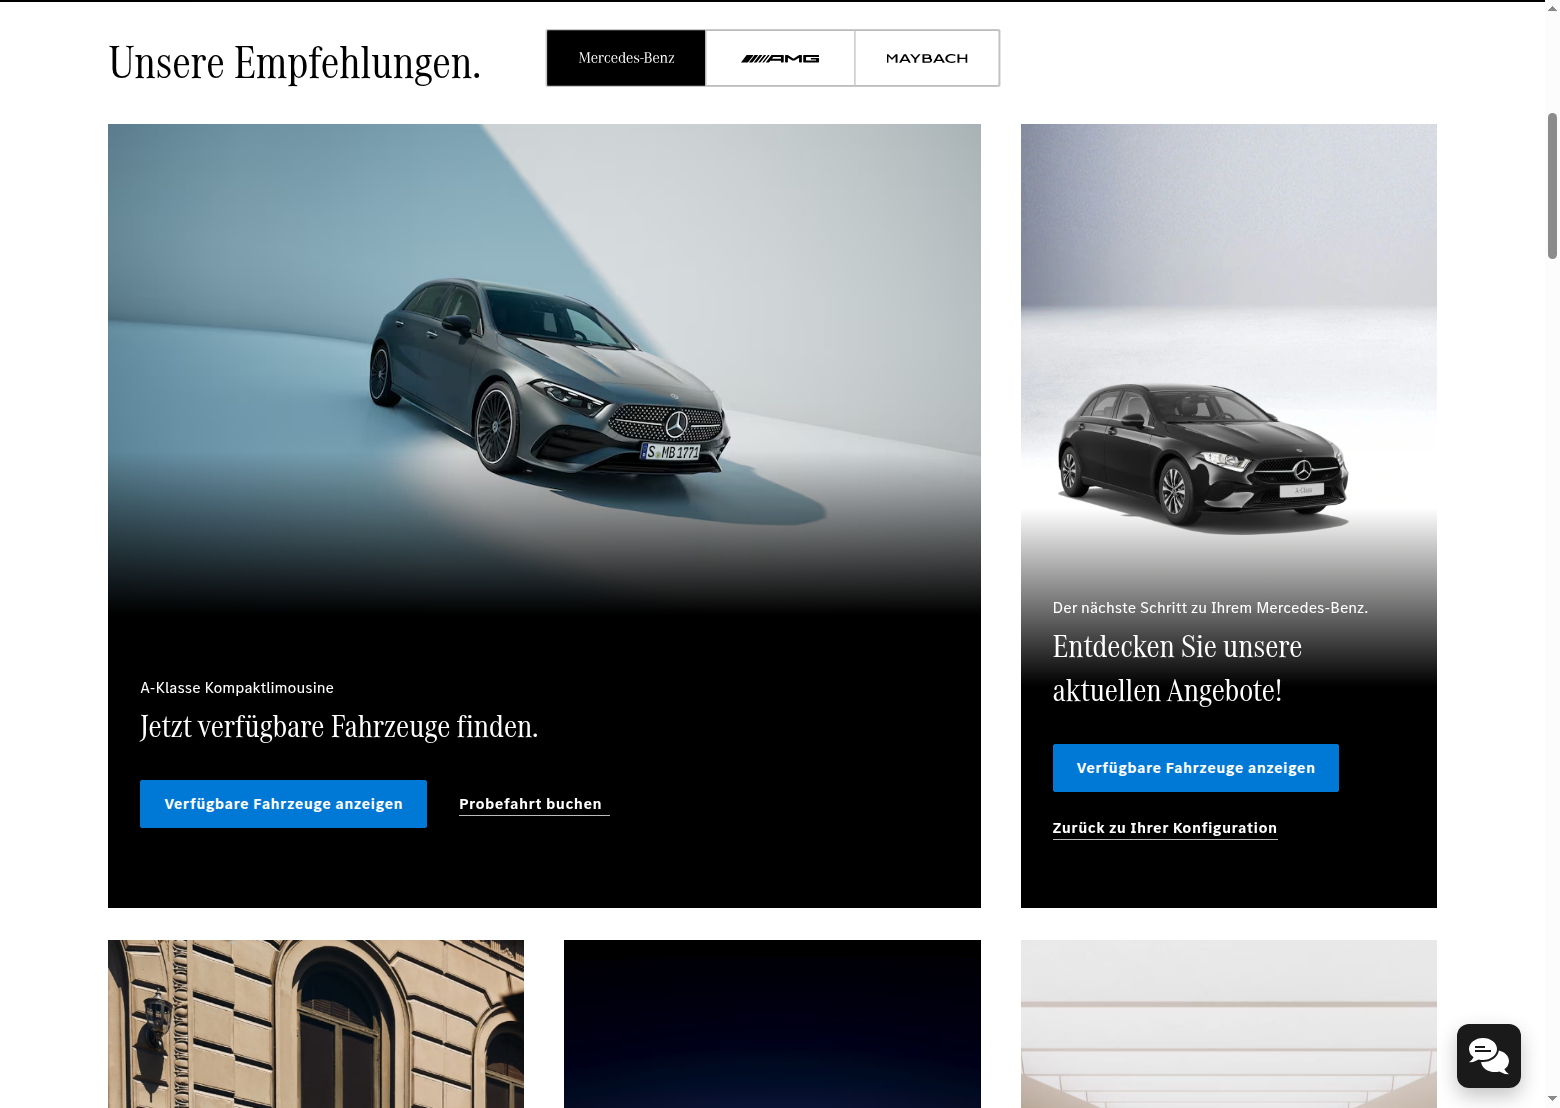 Unsere Empfehlungen.
Mercedes-Benz
AMG
MAYBACH
S MB 1771
A-Klasse Kompaktlimousine
Jetzt verfügbare Fahrzeuge finden.
Verfügbare Fahrzeuge anzeigen
Probefahrt buchen
A-Class
Der nächste Schritt zu Ihrem Mercedes-Benz.
Entdecken Sie unsere
aktuellen Angebote!
Verfügbare Fahrzeuge anzeigen
Zurück zu Ihrer Konfiguration